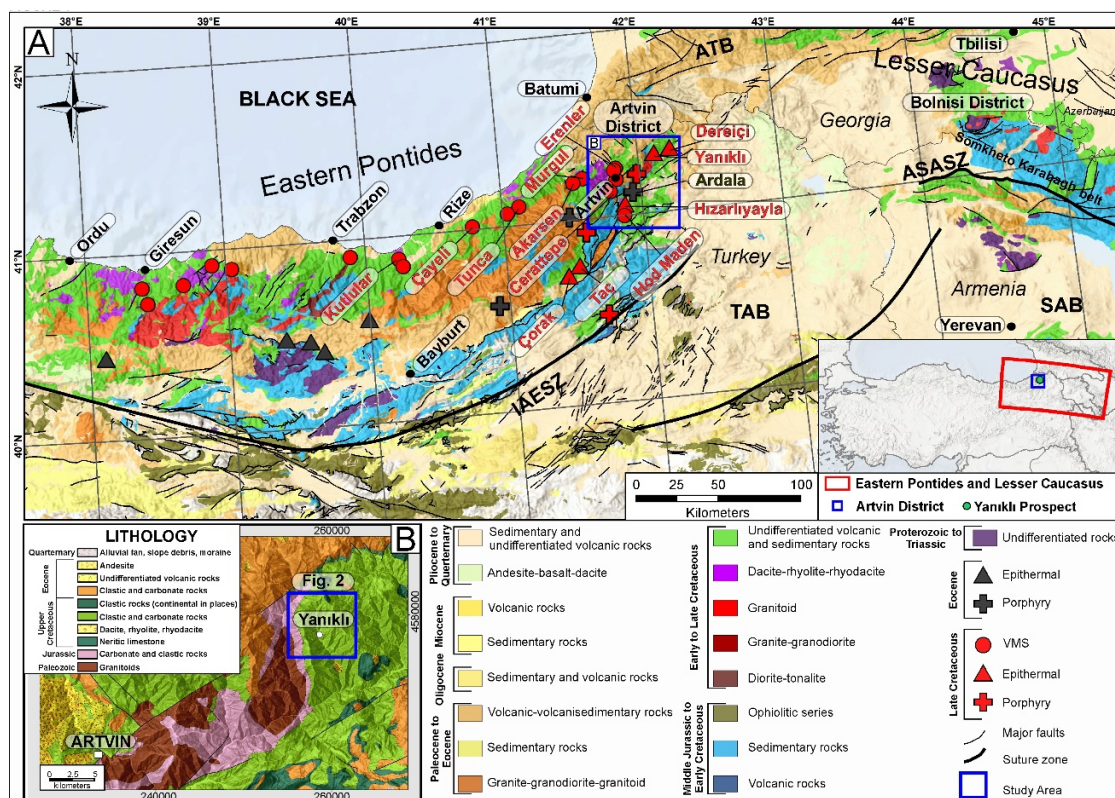 38°E
39°E
40°E
41°E
42°E
43°E
44°E
45°E
A
N
42°N
41°N
40°N
BLACK SEA
Eastern Pontides
Lesser Caucasus
ATB
Tbilisi
Batumi
Bolnisi District
Azerbaijan
Georgia
Artvin
District
B
Erenler
Murgul
Artvin
Dereiçi
Yanıklı
Ardala
Hızarlıyayla
Somkheto Karabagh belt
ASASZ
Ordu
Giresun
Trabzon
Rize
Kutlular
Çayeli
Tunca
Akarşen
Cerattepe
Taç
Hod Maden
Çorak
Bayburt
IAESZ
Turkey
TAB
Armenia
SAB
Yerevan
0 25 50 100
Kilometers
Eastern Pontides and Lesser Caucasus
Artvin District
Yanıklı Prospect
38°E
39°E
40°E
41°E
42°E
LITHOLOGY
Quarternery
Alluvial fan, slope debris, moraine
Eocene
Andesite
Undifferentiated volcanic rocks
Clastic and carbonate rocks
Upper
Cretaceous
Clastic rocks (continental in places)
Clastic and carbonate rocks
Dacite, rhyolite, rhyodacite
Neritic limestone
Jurassic
Carbonate and clastic rocks
Paleozoic
Granitoids
B
260000
Fig. 2
Yanıklı
4580000
ARTVIN
0 2.5 5
kilometers
240000
260000
Pliocene to
Querternary
Sedimentary and
undifferentiated volcanic rocks
Andesite-basalt-dacite
Miocene
Volcanic rocks
Sedimentary rocks
Oligocene
Sedimentary and volcanic rocks
Paleocene to
Eocene
Volcanic-volcanisedimentary rocks
Sedimentary rocks
Granite-granodiorite-granitoid
Early to Late Cretaceous
Undifferentiated volcanic
and sedimentary rocks
Dacite-rhyolite-rhyodacite
Granitoid
Granite-granodiorite
Diorite-tonalite
Middle Jurassic to
Early Cretaceous
Ophiolitic series
Sedimentary rocks
Volcanic rocks
Proterozoic to
Triassic
Undifferentiated rocks
Eocene
Epithermal
Porphyry
Late Cretaceous
VMS
Epithermal
Porphyry
Major faults
Suture zone
Study Area